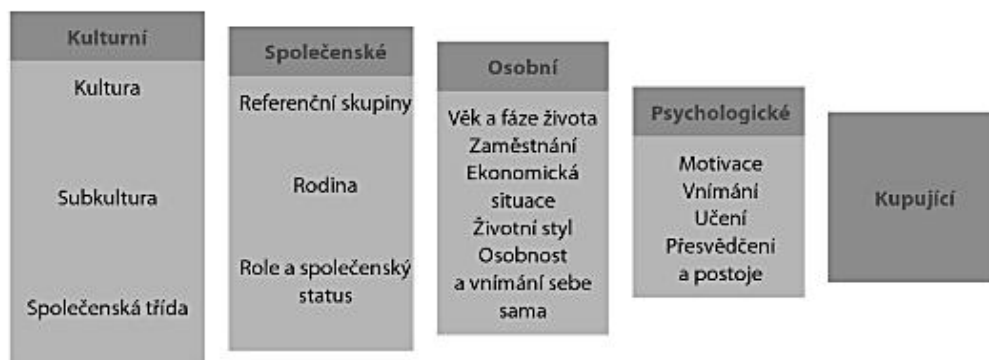 Kulturní
Kultura
Subkultura
Společenská třída
Společenské
Referenční skupiny
Rodina
Role a společenský
status
Osobní
Věk a fáze života
Zaměstnání
Ekonomická
situace
Životní styl
Osobnost
a vnímání sebe
sama
Psychologické
Motivace
Vnímání
Učení
Přesvědčení
a postoje
Kupující